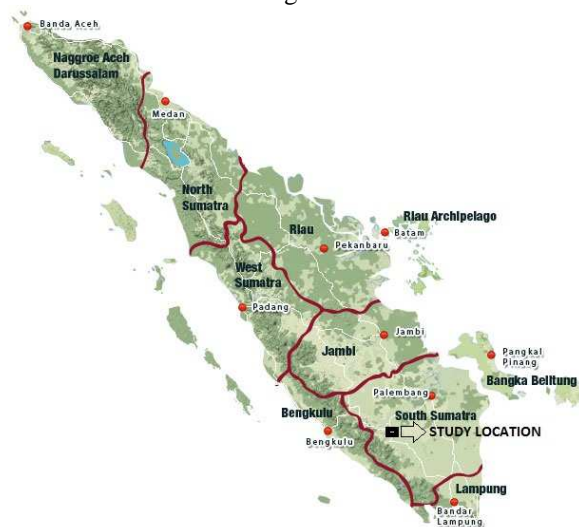 Banda Aceh
Naggroe Aceh
Darussalam
Medan
North
Sumatra
Riau
Riau Archipelago
Batam
Pekanbaru
West
Sumatra
Padang
Jambi
Jambi
Pangkal
Pinang
Bangka Belitung
Palembang
Bengkulu
South Sumatra
STUDY LOCATION
Bengkulu
Lampung
Bandar
Lampung